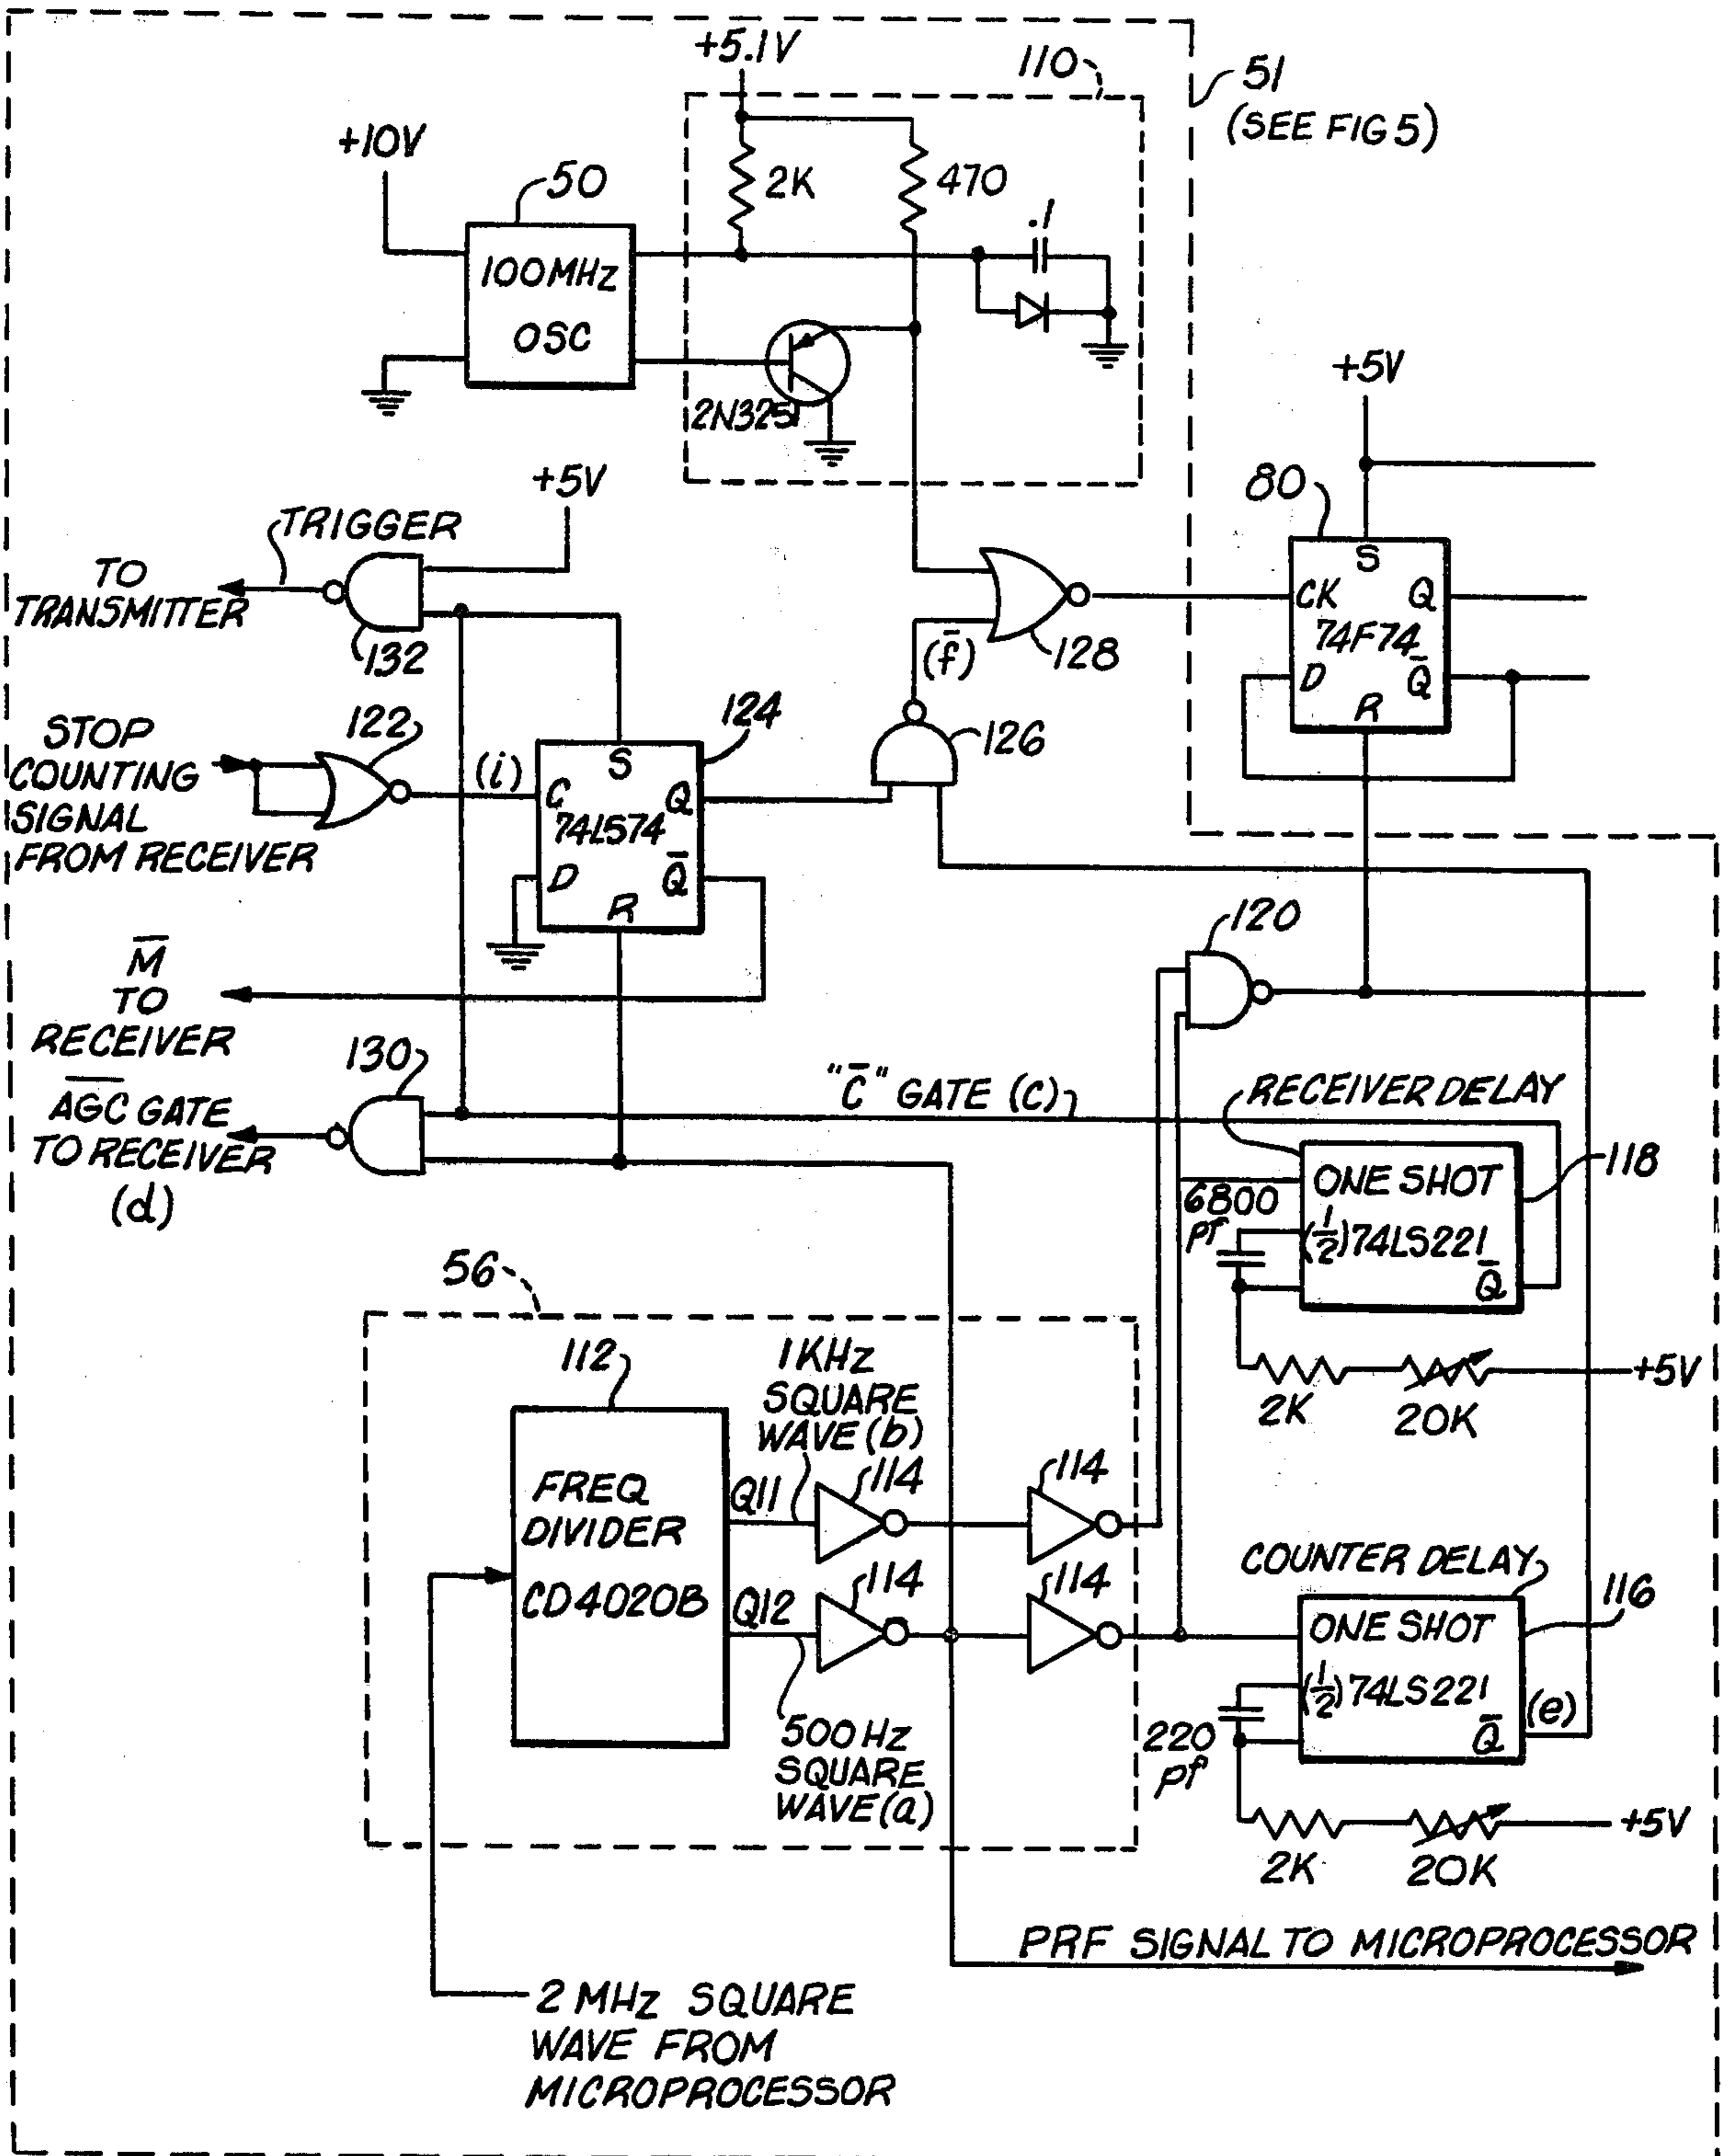 +5.1V
110
51
(SEE FIG 5)
+10V
50
2K
470
.1
100MHz
OSC
2N3251
+5V
+5V
80
TRIGGER
TO
TRANSMITTER
132
S
CK
Q
74F74
D
Q̅
R
(f̅)
128
STOP
COUNTING
SIGNAL
FROM RECEIVER
122
(i)
124
S
C
Q
74LS74
D
Q̅
R
126
120
M̅
TO
RECEIVER
130
A̅G̅C̅ GATE
TO RECEIVER
(d)
"C̅" GATE (C)
RECEIVER DELAY
118
6800
pf
ONE SHOT
(1/2)74LS221
Q̅
2K
20K
+5V
56
112
1KHz
SQUARE
WAVE (b)
FREQ
DIVIDER
CD4020B
Q11
114
114
Q12
114
114
500 Hz
SQUARE
WAVE (a)
COUNTER DELAY
116
ONE SHOT
(1/2)74LS221
Q̅
(e)
220
pf
2K
20K
+5V
PRF SIGNAL TO MICROPROCESSOR
2 MHz SQUARE
WAVE FROM
MICROPROCESSOR